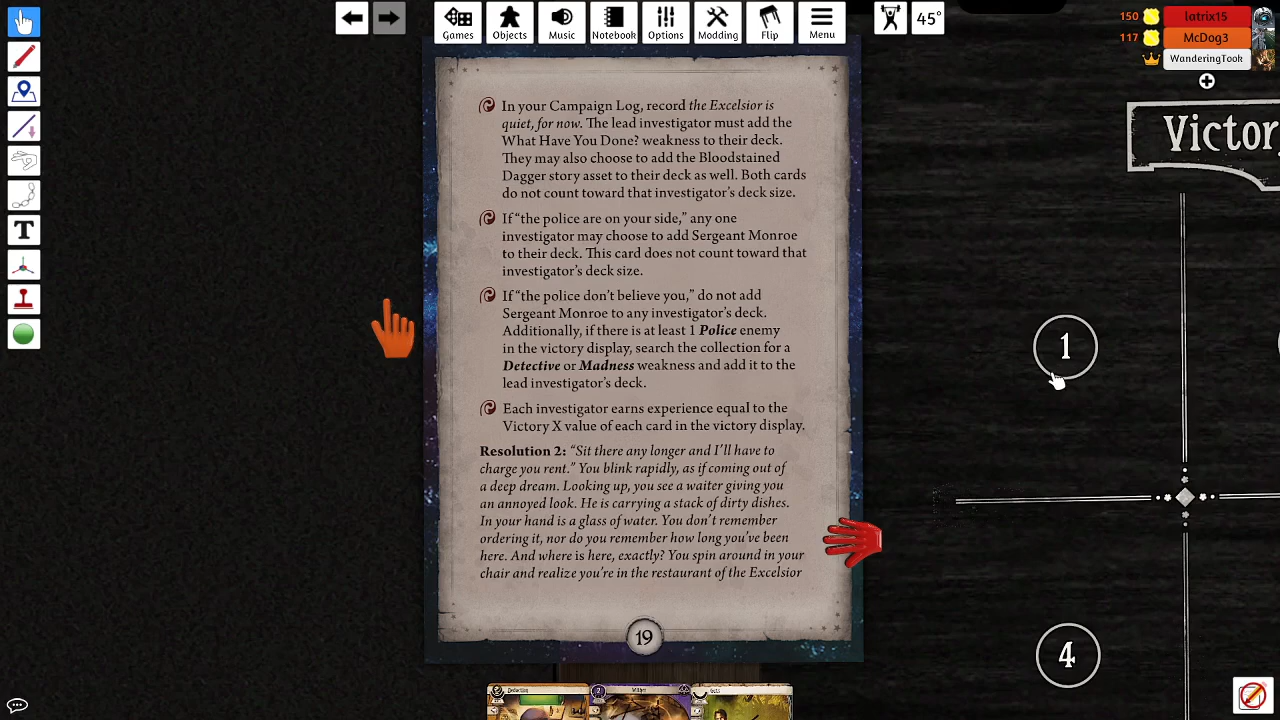 Games
Objects
Music
Notebook
Options
Modding
Flip
Menu
45°
150
latrix15
117
McDog3
WanderingTook
In your Campaign Log, record the Excelsior is
quiet, for now. The lead investigator must add the
What Have You Done? weakness to their deck.
They may also choose to add the Bloodstained
Dagger story asset to their deck as well. Both cards
do not count toward that investigator's deck size.
If “the police are on your side,” any one
investigator may choose to add Sergeant Monroe
to their deck. This card does not count toward that
investigator's deck size.
If “the police don't believe you,” do not add
Sergeant Monroe to any investigator's deck.
Additionally, if there is at least 1 Police enemy
in the victory display, search the collection for a
Detective or Madness weakness and add it to the
lead investigator's deck.
Each investigator earns experience equal to the
Victory X value of each card in the victory display.
Resolution 2: “Sit there any longer and I'll have to
charge you rent.” You blink rapidly, as if coming out of
a deep dream. Looking up, you see a waiter giving you
an annoyed look. He is carrying a stack of dirty dishes.
In your hand is a glass of water. You don't remember
ordering it, nor do you remember how long you've been
here. And where is here, exactly? You spin around in your
chair and realize you're in the restaurant of the Excelsior
19
Victor
1
4
T
Deduction
2
Guts